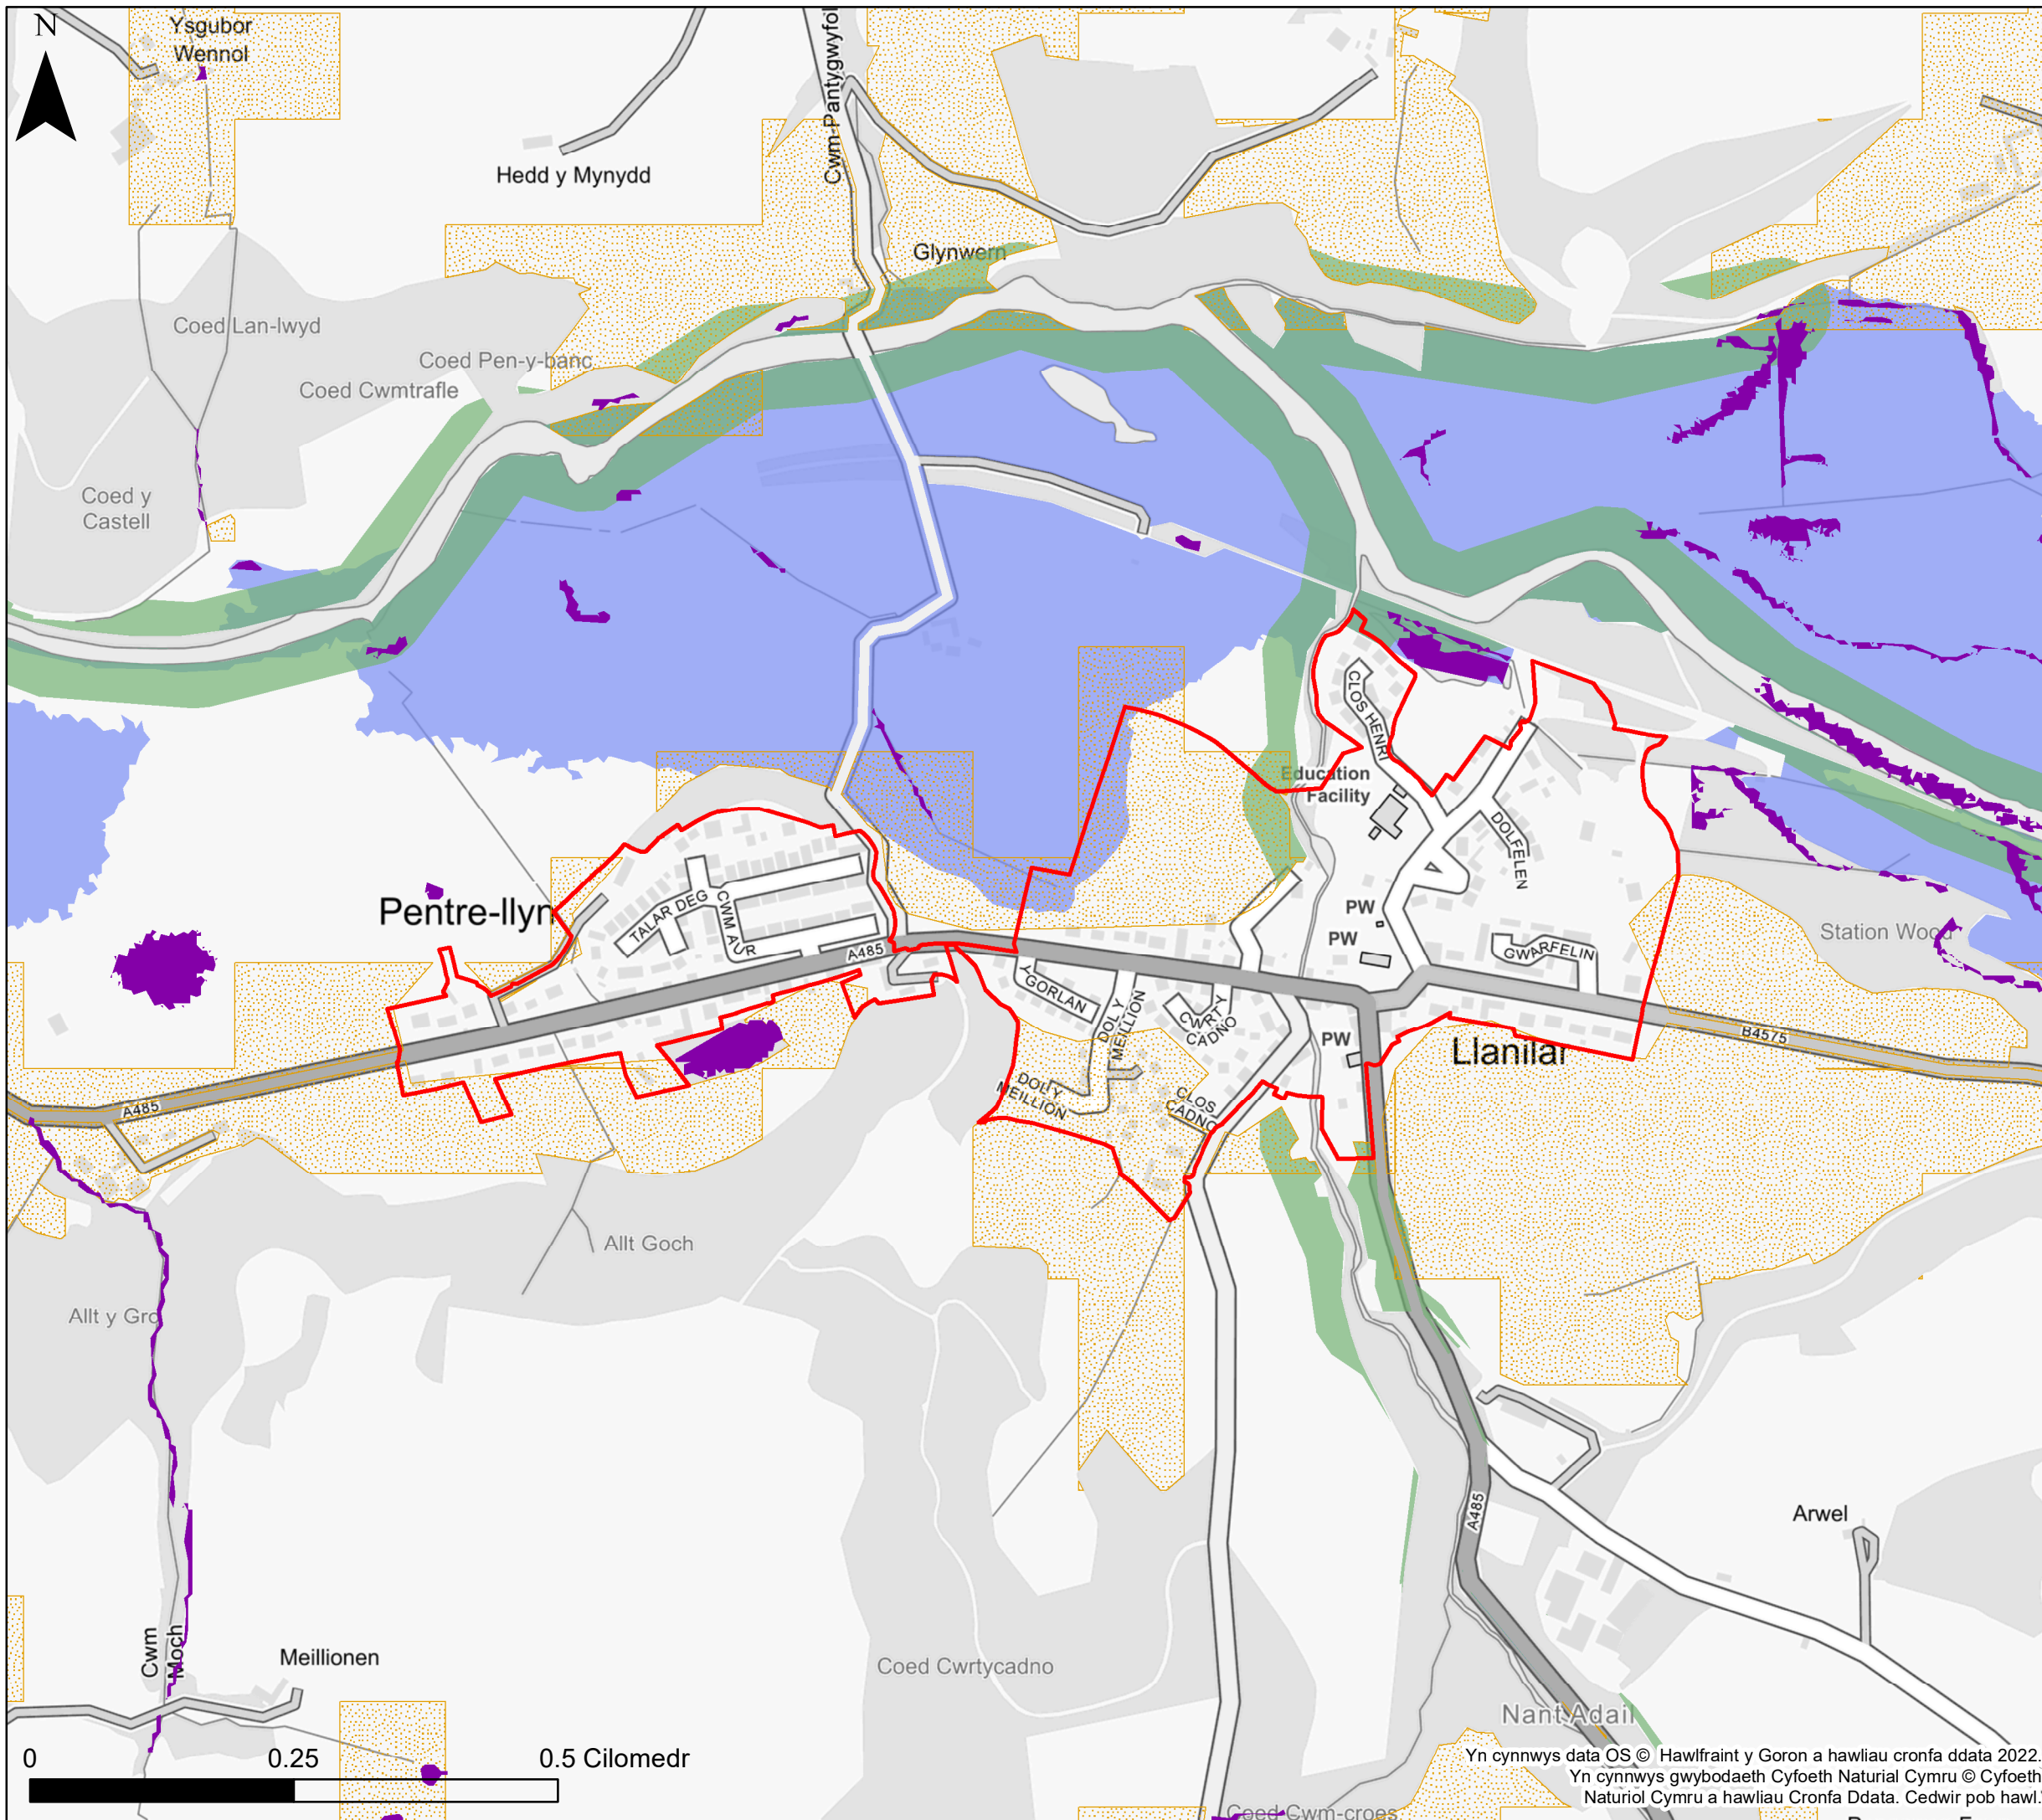 N
Ysgubor
Wennol
Hedd y Mynydd
Cwm-Pantygwyfol
Glynwern
Coed Lan-lwyd
Coed Pen-y-banc
Coed Cwmtrafle
Coed y
Castell
CLOS HENRI
Education
Facility
DOLFELEN
Pentre-llyn
TALAR DEG
CWM AUR
A485
PW
PW
GWARFELIN
Station Wood
YGORLAN
DOL Y
MEILLION
CWRTY
CADNO
PW
Llanilar
B4575
A485
DOL Y
MEILLION
CLOS
CADNO
Allt Goch
Allt y Gro
A485
Arwel
Cwm
Moch
Meillionen
Coed Cwrtycadno
Nant Adail
0 0.25 0.5 Cilomedr
Yn cynnwys data OS © Hawlfraint y Goron a hawliau cronfa ddata 2022.
Yn cynnwys gwybodaeth Cyfoeth Naturial Cymru © Cyfoeth
Naturiol Cymru a hawliau Cronfa Ddata. Cedwir pob hawl
Coed Cwm-croes